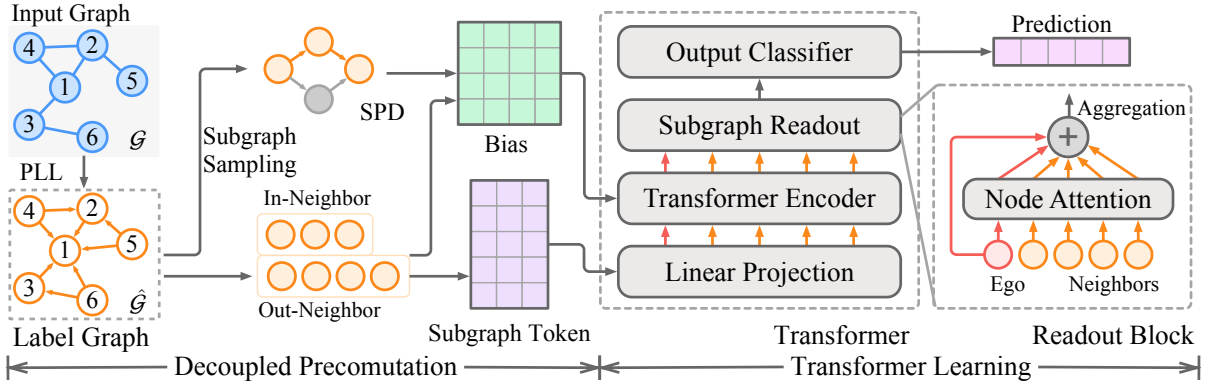 Input Graph
4
2
1
5
3
6
𝒢
PLL
4
2
1
5
3
6
𝒢̂
Label Graph
Subgraph
Sampling
SPD
In-Neighbor
Out-Neighbor
Bias
Subgraph Token
Output Classifier
Subgraph Readout
Transformer Encoder
Linear Projection
Transformer
Prediction
Aggregation
+
Node Attention
Ego
Neighbors
Readout Block
Decoupled Precomutation
Transformer Learning